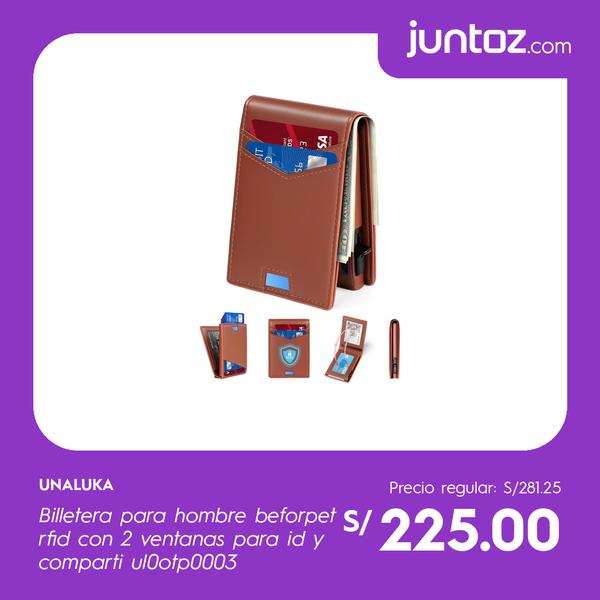 juntoz.com
VISA
UNALUKA
Precio regular: S/281.25
Billetera para hombre beforpet
rfid con 2 ventanas para id y
comparti ul0otp0003
S/ 225.00